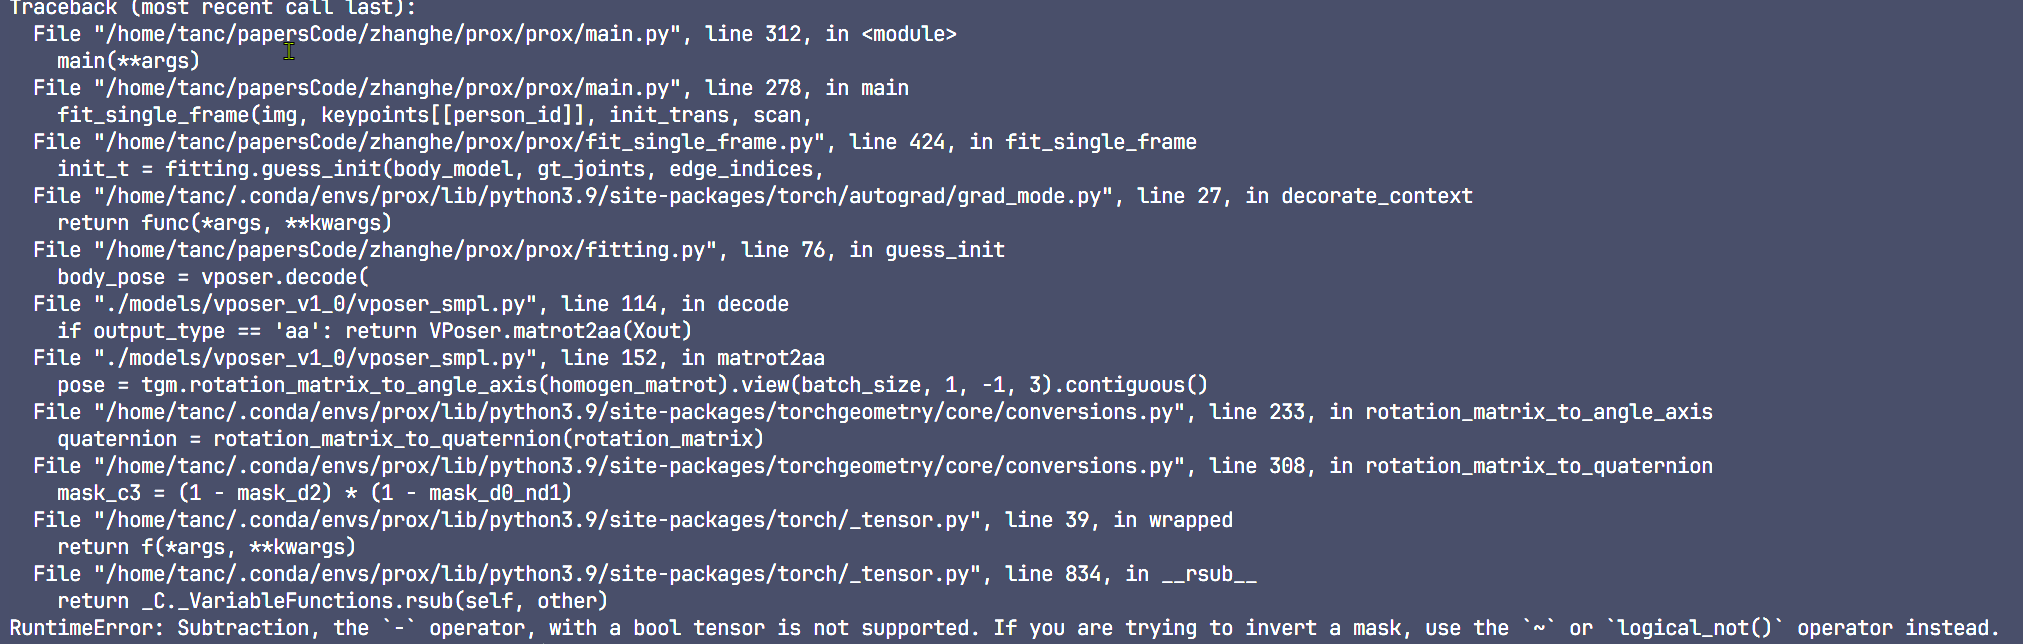 Traceback (most recent call last):
  File "/home/tanc/papersCode/zhanghe/prox/prox/main.py", line 312, in <module>
    main(**args)
  File "/home/tanc/papersCode/zhanghe/prox/prox/main.py", line 278, in main
    fit_single_frame(img, keypoints[[person_id]], init_trans, scan,
  File "/home/tanc/papersCode/zhanghe/prox/prox/fit_single_frame.py", line 424, in fit_single_frame
    init_t = fitting.guess_init(body_model, gt_joints, edge_indices,
  File "/home/tanc/.conda/envs/prox/lib/python3.9/site-packages/torch/autograd/grad_mode.py", line 27, in decorate_context
    return func(*args, **kwargs)
  File "/home/tanc/papersCode/zhanghe/prox/prox/fitting.py", line 76, in guess_init
    body_pose = vposer.decode(
  File "./models/vposer_v1_0/vposer_smpl.py", line 114, in decode
    if output_type == 'aa': return VPoser.matrot2aa(Xout)
  File "./models/vposer_v1_0/vposer_smpl.py", line 152, in matrot2aa
    pose = tgm.rotation_matrix_to_angle_axis(homogen_matrot).view(batch_size, 1, -1, 3).contiguous()
  File "/home/tanc/.conda/envs/prox/lib/python3.9/site-packages/torchgeometry/core/conversions.py", line 233, in rotation_matrix_to_angle_axis
    quaternion = rotation_matrix_to_quaternion(rotation_matrix)
  File "/home/tanc/.conda/envs/prox/lib/python3.9/site-packages/torchgeometry/core/conversions.py", line 308, in rotation_matrix_to_quaternion
    mask_c3 = (1 - mask_d2) * (1 - mask_d0_nd1)
  File "/home/tanc/.conda/envs/prox/lib/python3.9/site-packages/torch/_tensor.py", line 39, in wrapped
    return f(*args, **kwargs)
  File "/home/tanc/.conda/envs/prox/lib/python3.9/site-packages/torch/_tensor.py", line 834, in __rsub__
    return _C._VariableFunctions.rsub(self, other)
RuntimeError: Subtraction, the `-` operator, with a bool tensor is not supported. If you are trying to invert a mask, use the `~` or `logical_not()` operator instead.